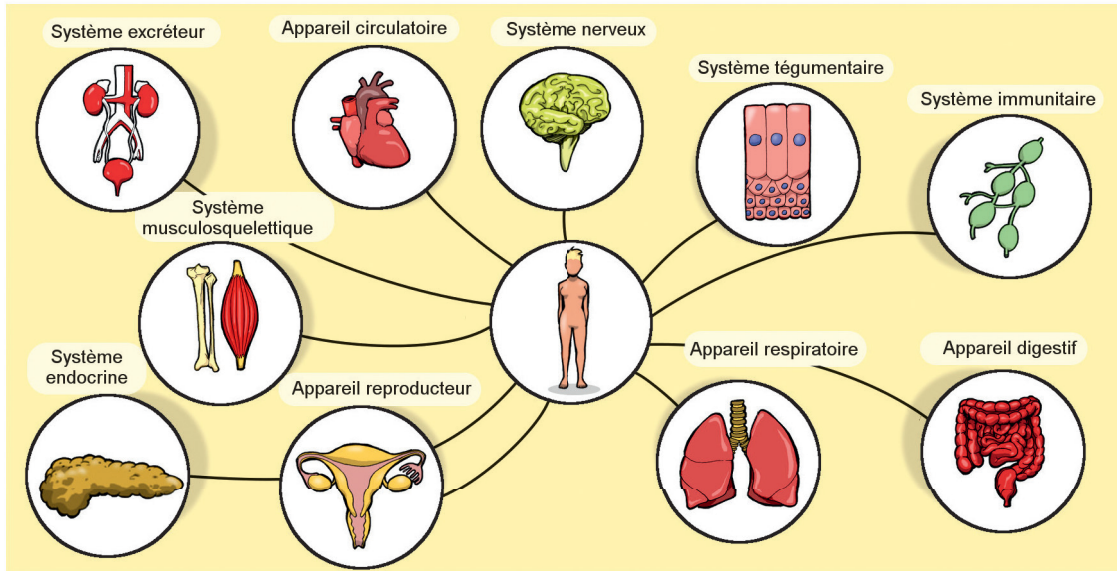 Système excréteur
Appareil circulatoire
Système nerveux
Système tégumentaire
Système immunitaire
Système
musculosquelettique
Système
endocrine
Appareil reproducteur
Appareil respiratoire
Appareil digestif